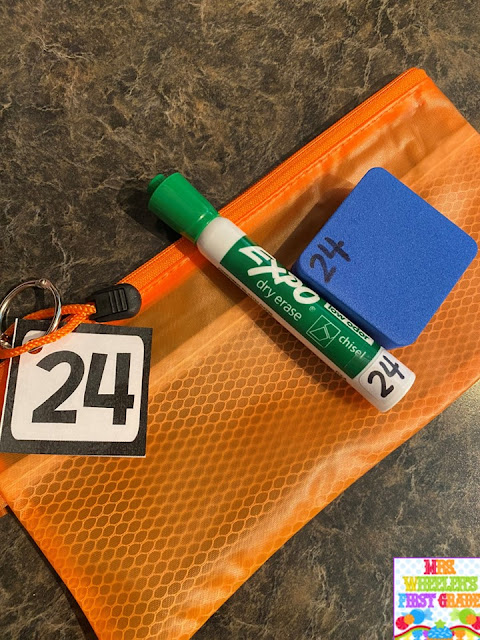 24
EXPO
®
dry erase
low odor
chisel
24
24
MRS.
WHEELER'S
FIRST GRADE